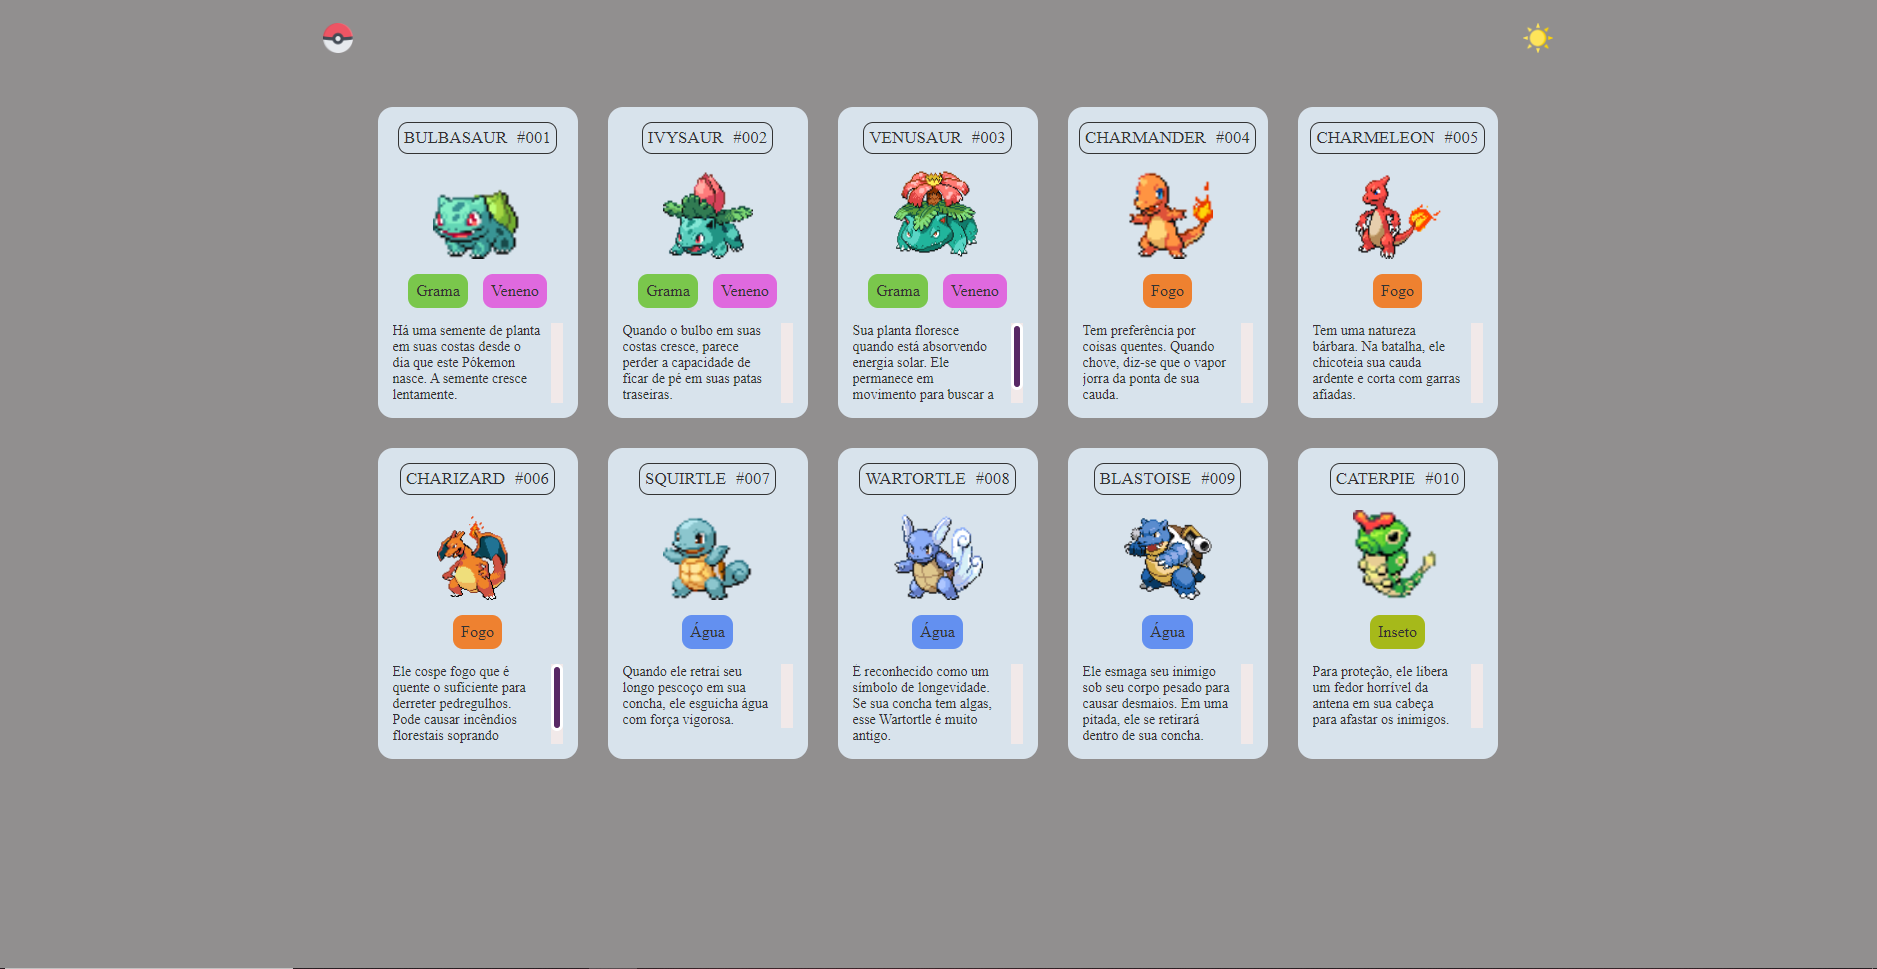 BULBASAUR #001
Grama Veneno
Há uma semente de planta
em suas costas desde o
dia que este Pókemon
nasce. A semente cresce
lentamente.
IVYSAUR #002
Grama Veneno
Quando o bulbo em suas
costas cresce, parece
perder a capacidade de
ficar de pé em suas patas
traseiras.
VENUSAUR #003
Grama Veneno
Sua planta floresce
quando está absorvendo
energia solar. Ele
permanece em
movimento para buscar a
CHARMANDER #004
Fogo
Tem preferência por
coisas quentes. Quando
chove, diz-se que o vapor
jorra da ponta de sua
cauda.
CHARMELEON #005
Fogo
Tem uma natureza
bárbara. Na batalha, ele
chicoteia sua cauda
ardente e corta com garras
afiadas.
CHARIZARD #006
Fogo
Ele cospe fogo que é
quente o suficiente para
derreter pedregulhos.
Pode causar incêndios
florestais soprando
SQUIRTLE #007
Água
Quando ele retrai seu
longo pescoço em sua
concha, ele esguicha água
com força vigorosa.
WARTORTLE #008
Água
É reconhecido como um
símbolo de longevidade.
Se sua concha tem algas,
esse Wartortle é muito
antigo.
BLASTOISE #009
Água
Ele esmaga seu inimigo
sob seu corpo pesado para
causar desmaios. Em uma
pitada, ele se retirará
dentro de sua concha.
CATERPIE #010
Inseto
Para proteção, ele libera
um fedor horrível da
antena em sua cabeça
para afastar os inimigos.